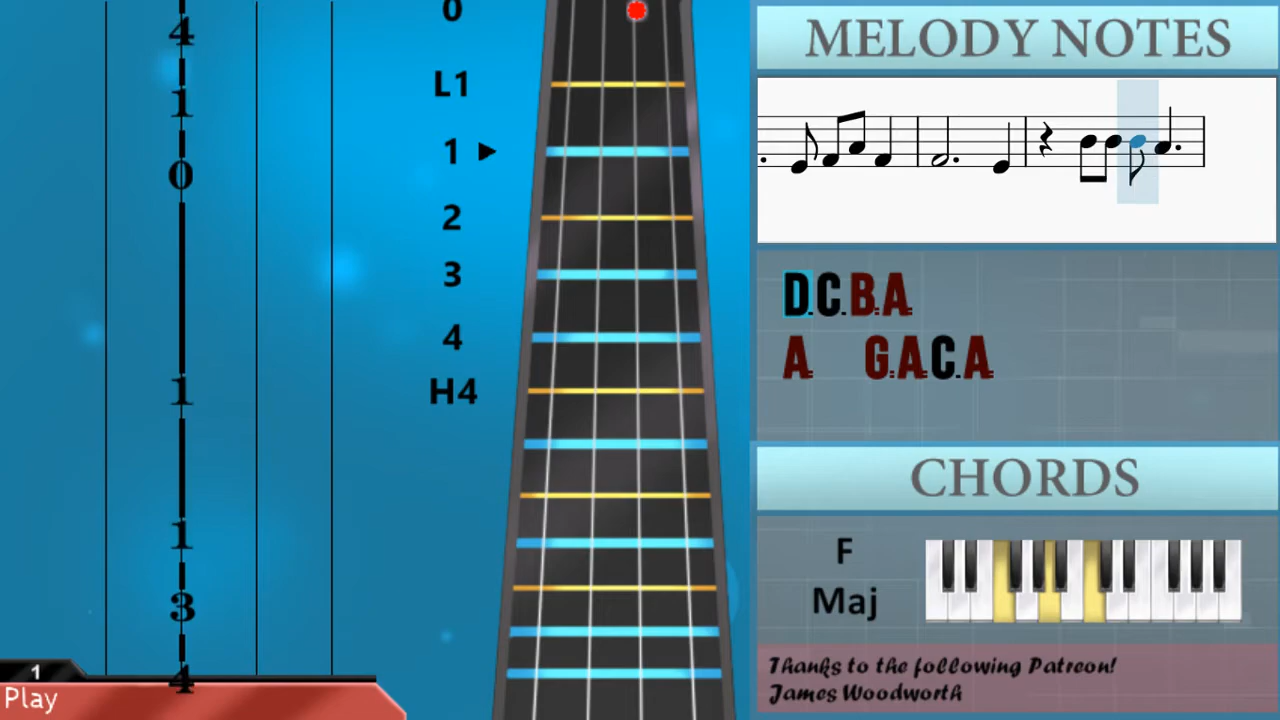 4
1
0
1
1
3
4
1
Play
0
L1
1
2
3
4
H4
MELODY NOTES
D.C.B.A.
A. G.A.C.A.
CHORDS
F
Maj
Thanks to the following Patreon!
James Woodworth